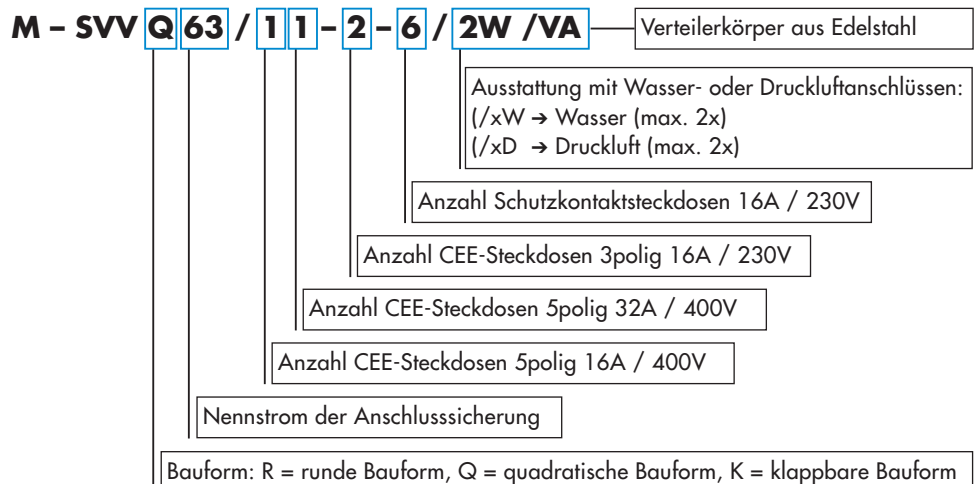 M – SVV Q 63 / 1 1 – 2 – 6 / 2W /VA
Verteilerkörper aus Edelstahl
Ausstattung mit Wasser- oder Druckluftanschlüssen:
(/xW → Wasser (max. 2x)
(/xD → Druckluft (max. 2x)
Anzahl Schutzkontaktsteckdosen 16A / 230V
Anzahl CEE-Steckdosen 3polig 16A / 230V
Anzahl CEE-Steckdosen 5polig 32A / 400V
Anzahl CEE-Steckdosen 5polig 16A / 400V
Nennstrom der Anschlusssicherung
Bauform: R = runde Bauform, Q = quadratische Bauform, K = klappbare Bauform